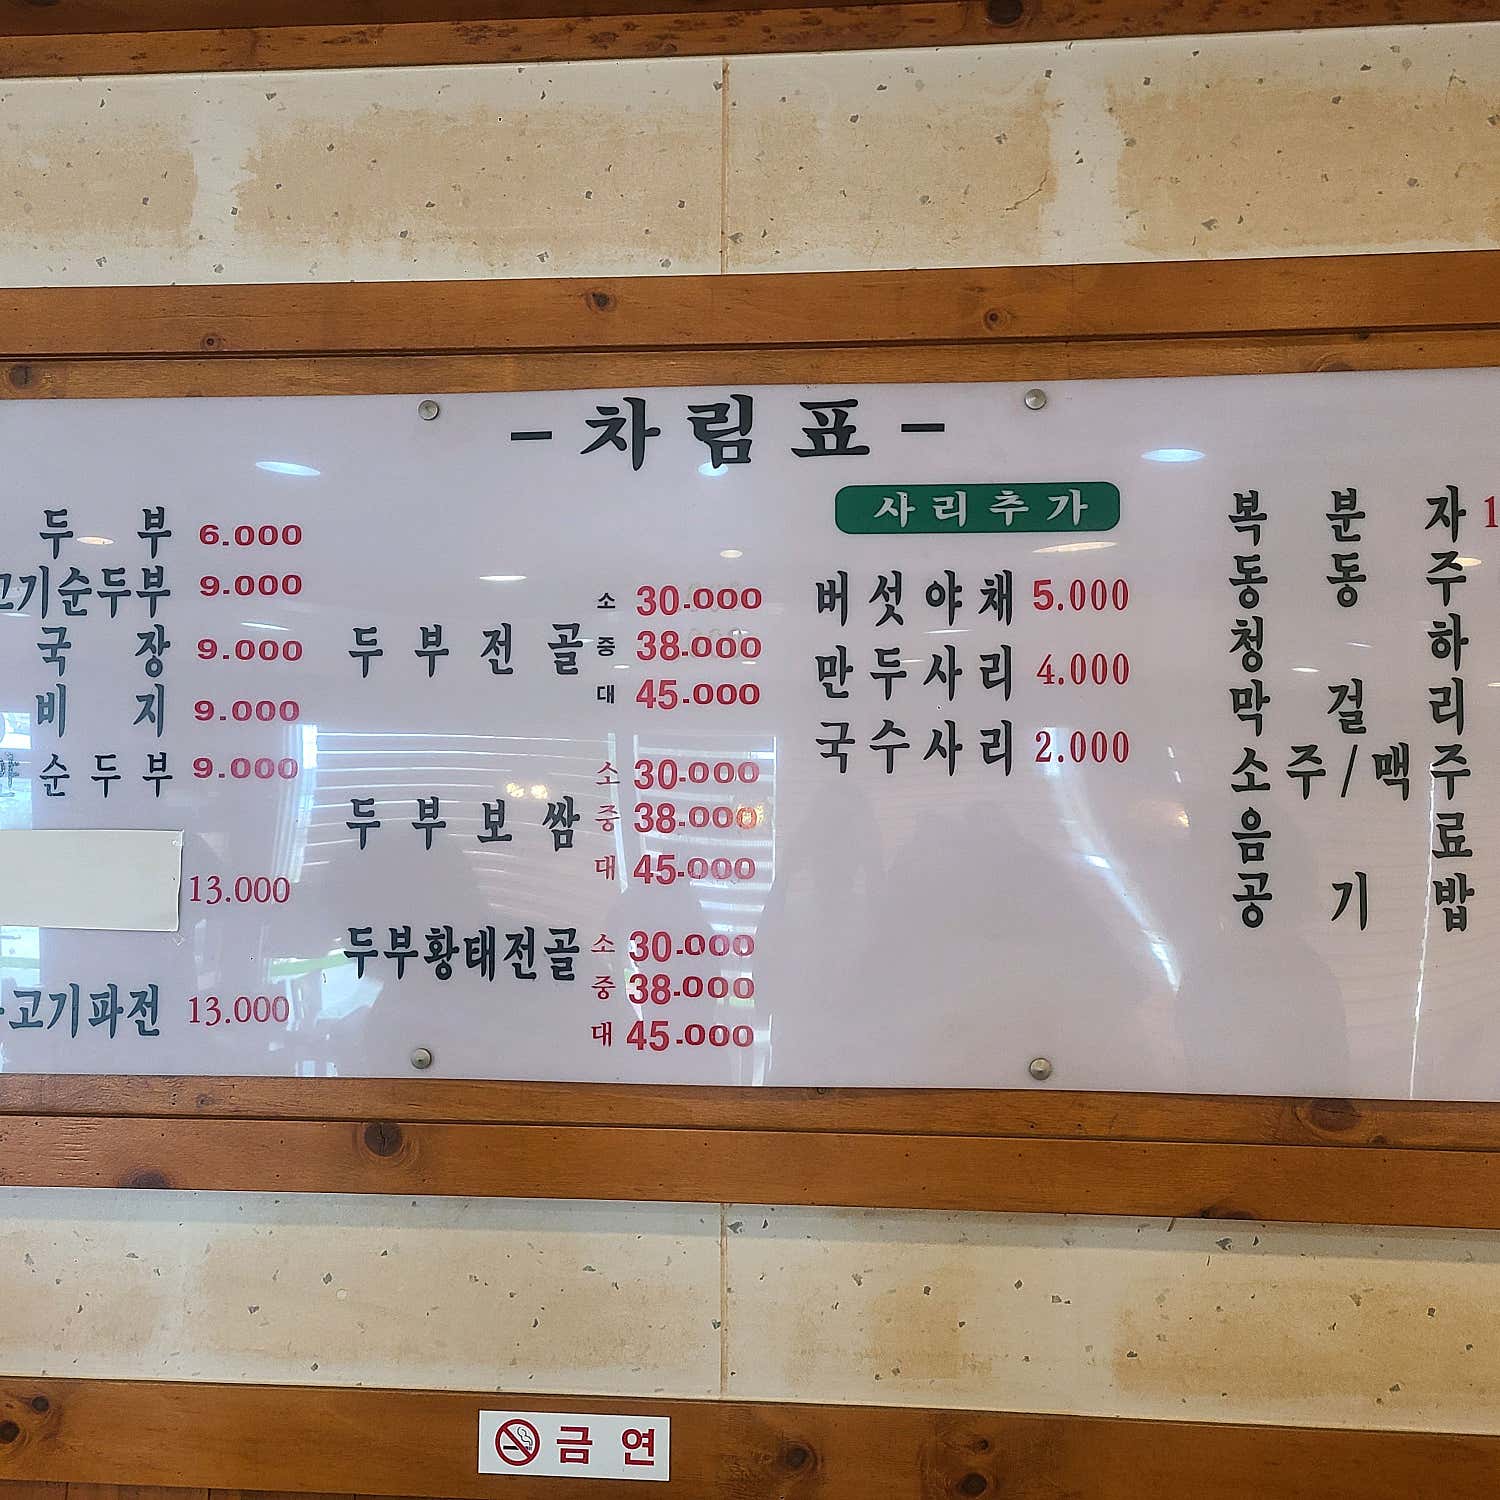 - 차림표 -
두 부 6.000
고기순두부 9.000
국 장 9.000
비 지 9.000
순두부 9.000
13.000
고기파전 13.000
두부전골
소 30.000
중 38.000
대 45.000
두부보쌈
소 30.000
중 38.000
대 45.000
두부황태전골
소 30.000
중 38.000
대 45.000
사리추가
버섯야채 5.000
만두사리 4.000
국수사리 2.000
복 분 자 1
동 동 주
청 하
막 걸 리
소주/맥주
음 료
공 기 밥
금 연